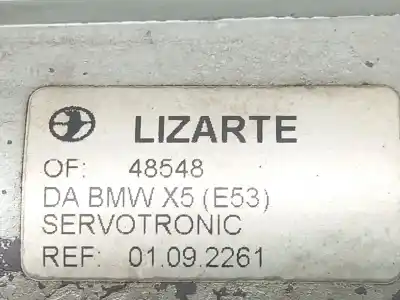 LIZARTE
OF: 48548
DA BMW X5 (E53)
SERVOTRONIC
REF: 01.09.2261